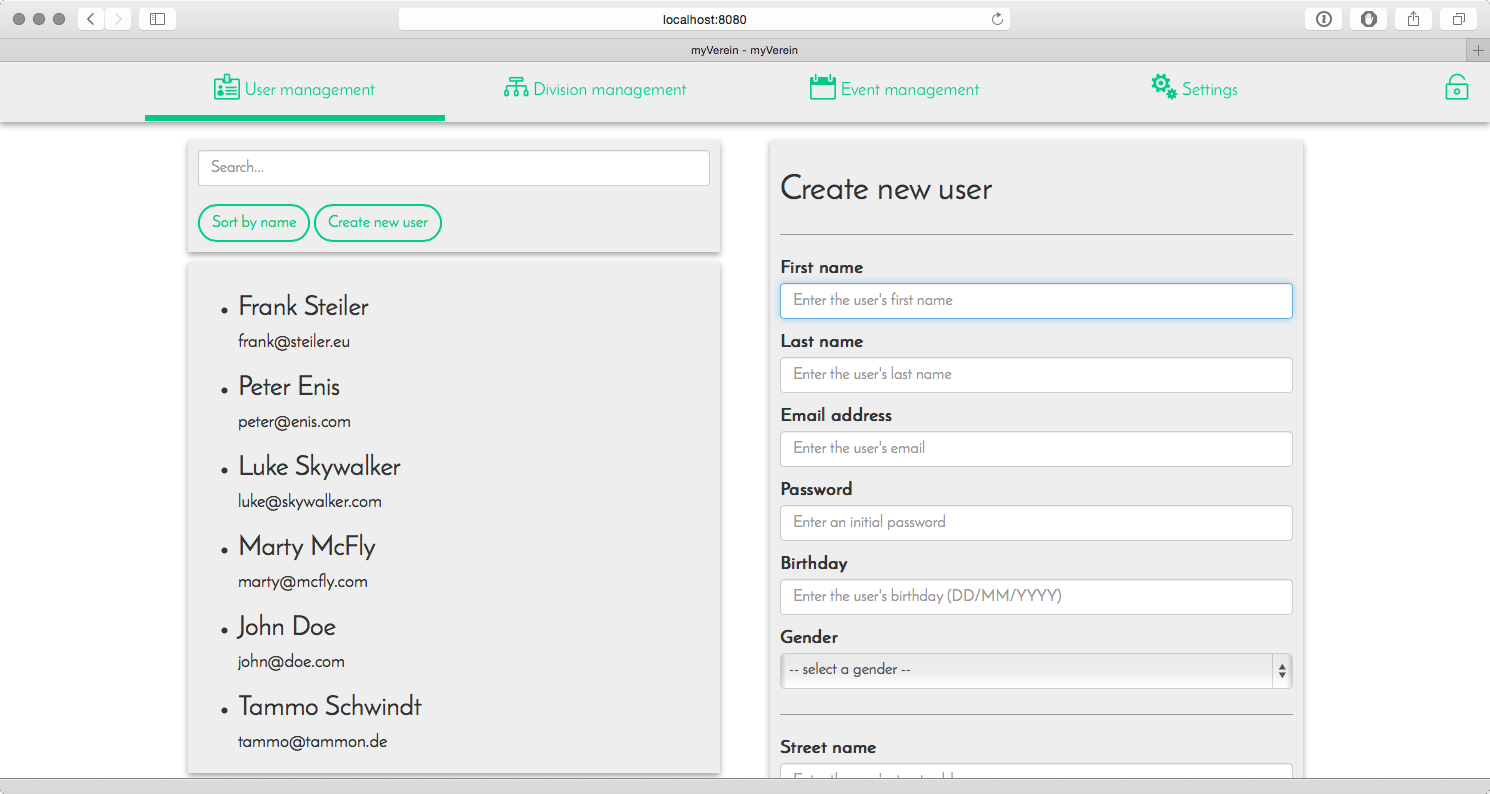 localhost:8080
myVerein - myVerein
User management
Division management
Event management
Settings
Search...
Sort by name
Create new user
Frank Steiler
frank@steiler.eu
Peter Enis
peter@enis.com
Luke Skywalker
luke@skywalker.com
Marty McFly
marty@mcfly.com
John Doe
john@doe.com
Tammo Schwindt
tammo@tammon.de
Create new user
First name
Enter the user's first name
Last name
Enter the user's last name
Email address
Enter the user's email
Password
Enter an initial password
Birthday
Enter the user's birthday (DD/MM/YYYY)
Gender
-- select a gender --
Street name